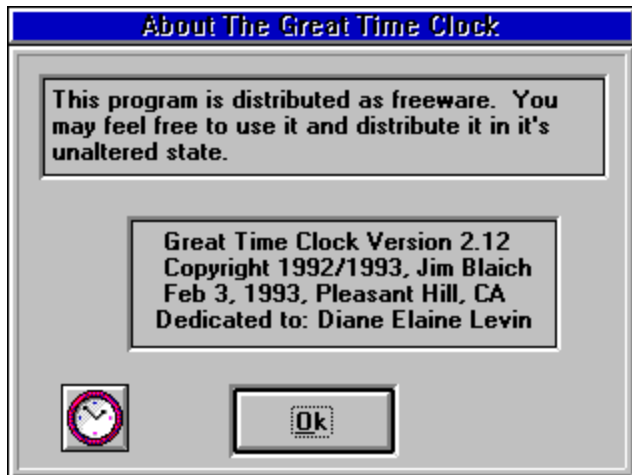 About The Great Time Clock
This program is distributed as freeware.  You
may feel free to use it and distribute it in it's
unaltered state.
Great Time Clock Version 2.12
Copyright 1992/1993, Jim Blaich
Feb 3, 1993, Pleasant Hill, CA
Dedicated to: Diane Elaine Levin
Ok